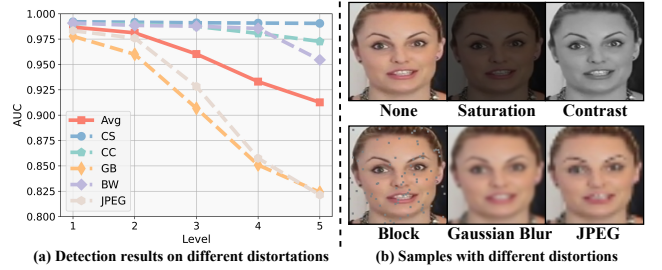 1.000
0.975
0.950
0.925
0.900
0.875
0.850
0.825
0.800
AUC
Avg
CS
CC
GB
BW
JPEG
1 2 3 4 5
Level
(a) Detection results on different distortations
None Saturation Contrast
Block Gaussian Blur JPEG
(b) Samples with different distortions